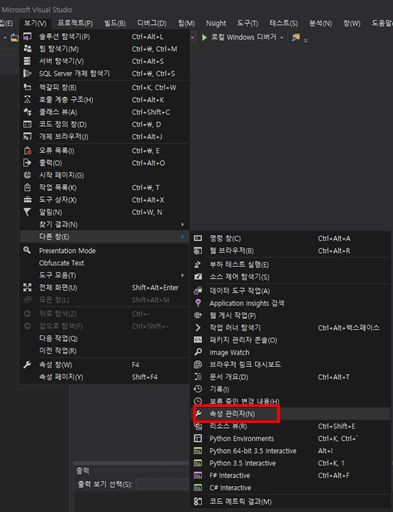 Microsoft Visual Studio
보기(V) 프로젝트(P) 빌드(B) 디버그(D) 팀(M) Nsight 도구(T) 테스트(S) 분석(N) 창(W)
로컬 Windows 디버거
솔루션 탐색기(P) Ctrl+Alt+L
팀 탐색기(M) Ctrl+₩, Ctrl+M
서버 탐색기(V) Ctrl+Alt+S
SQL Server 개체 탐색기 Ctrl+₩, Ctrl+S
책갈피 창(B) Ctrl+K, Ctrl+W
호출 계층 구조(H) Ctrl+Alt+K
클래스 뷰(A) Ctrl+Shift+C
코드 정의 창(D) Ctrl+₩, D
개체 브라우저(J) Ctrl+Alt+J
오류 목록(I) Ctrl+₩, E
출력(O) Ctrl+Alt+O
시작 페이지(G)
작업 목록(K) Ctrl+₩, T
도구 상자(X) Ctrl+Alt+X
알림(N) Ctrl+W, N
찾기 결과(N)
다른 창(E)
Presentation Mode
Obfuscate Text
도구 모음(T)
전체 화면(U) Shift+Alt+Enter
모든 창(L) Shift+Alt+M
뒤로 탐색(Z) Ctrl+-
앞으로 탐색(F) Ctrl+Shift+-
다음 작업(Q)
이전 작업(R)
속성 창(W) F4
속성 페이지(Y) Shift+F4
명령 창(C) Ctrl+Alt+A
웹 브라우저(B) Ctrl+Alt+R
부하 테스트 실행(E)
소스 제어 탐색기(S)
데이터 도구 작업(A)
Application Insights 검색
웹 게시 작업(P)
작업 러너 탐색기 Ctrl+Alt+백스페이스
패키지 관리자 콘솔(O)
Image Watch
브라우저 링크 대시보드
문서 개요(D) Ctrl+Alt+T
기록(I)
보류 중인 변경 내용(H)
속성 관리자(N)
리소스 뷰(R) Ctrl+Shift+E
Python Environments Ctrl+K, Ctrl+`
Python 64-bit 3.5 Interactive Alt+I
Python 3.5 Interactive Ctrl+K, 1
F# Interactive Ctrl+Alt+F
C# Interactive
코드 메트릭 결과(M)
출력
출력 보기 선택(S):